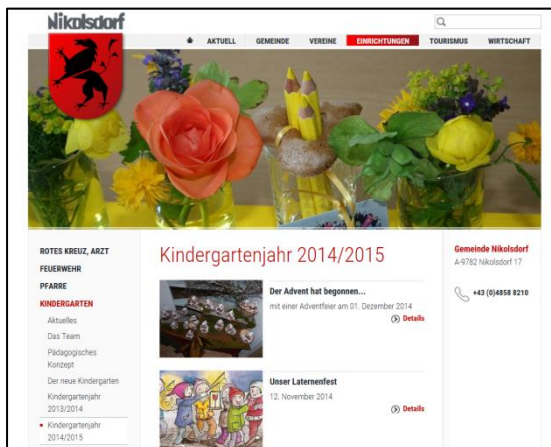 Nikolsdorf
AKTUELL GEMEINDE VEREINE EINRICHTUNGEN TOURISMUS WIRTSCHAFT
ROTES KREUZ, ARZT
FEUERWEHR
PFARRE
KINDERGARTEN
Aktuelles
Das Team
Pädagogisches
Konzept
Der neue Kindergarten
Kindergartenjahr
2013/2014
Kindergartenjahr
2014/2015
Kindergartenjahr 2014/2015
Der Advent hat begonnen...
mit einer Adventfeier am 01. Dezember 2014
Details
Unser Laternenfest
12. November 2014
Details
Gemeinde Nikolsdorf
A-9782 Nikolsdorf 17
+43 (0)4858 8210